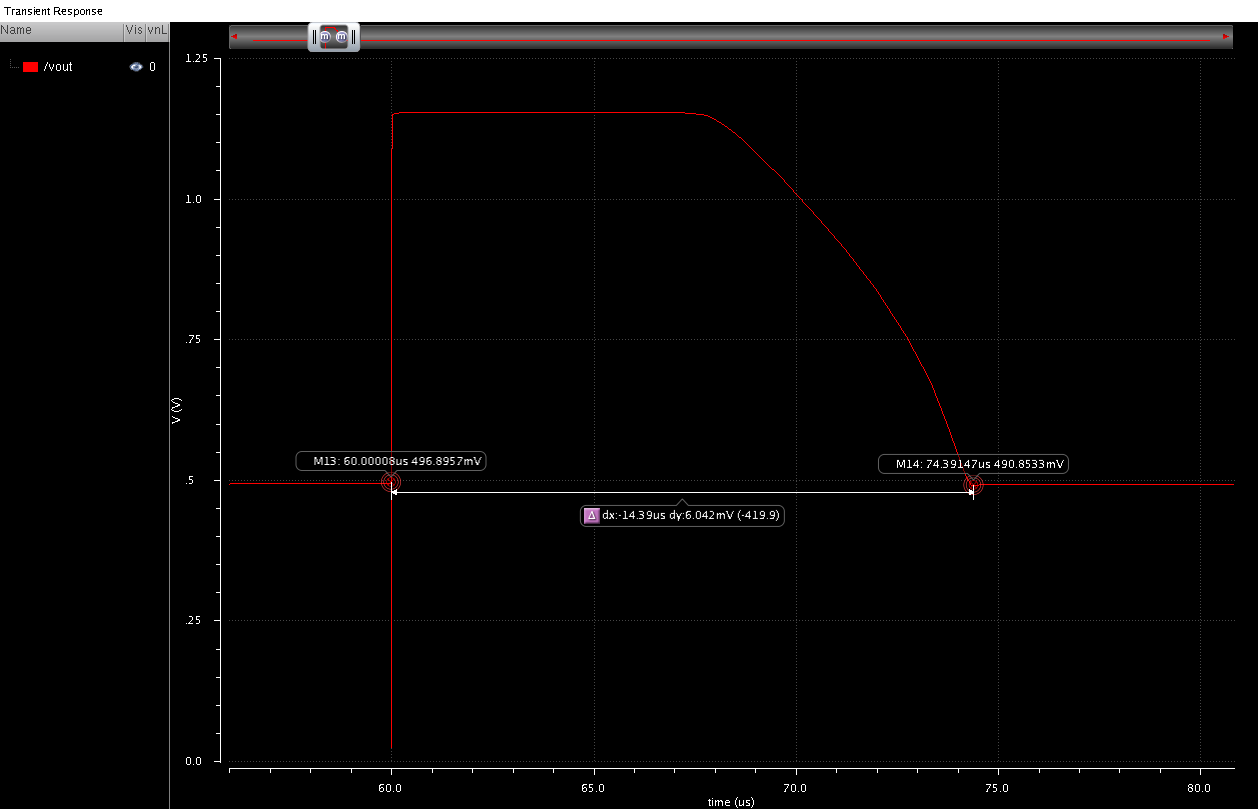 Transient Response
Name Vis vnL
/vout 0
m m
1.25
1.0
.75
V (V)
M13: 60.00008us 496.8957mV
M14: 74.39147us 490.8533mV
.5
Δ dx:-14.39us dy:6.042mV (-419.9)
.25
0.0
60.0 65.0 70.0 75.0 80.0
time (us)